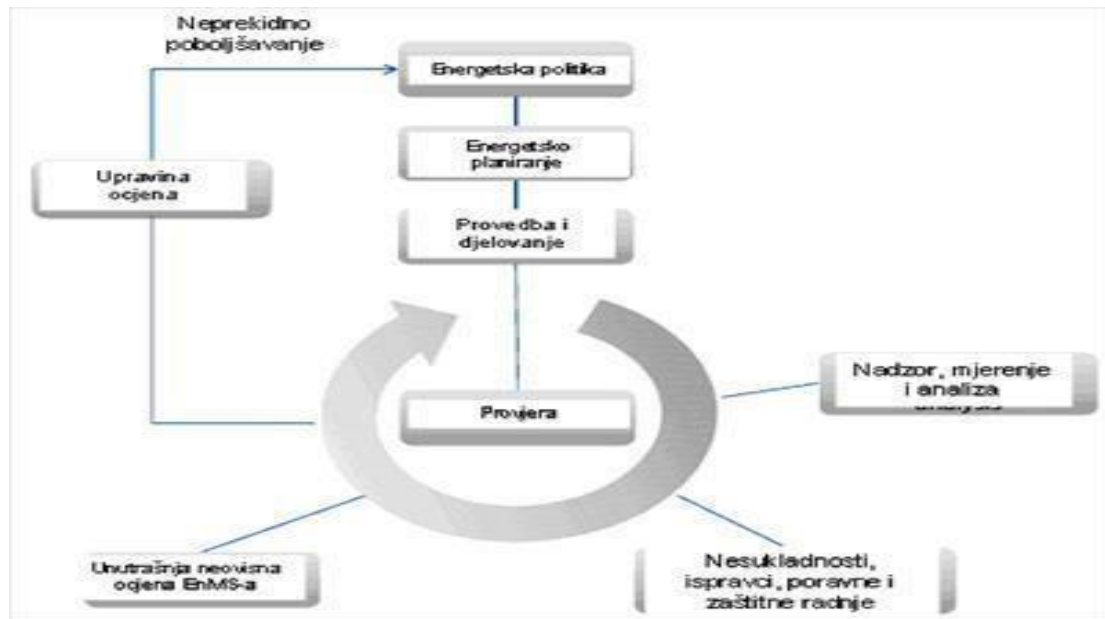 Neprekidno
poboljšavanje
Energetska politika
Energetsko
planiranje
Upravina
ocjena
Provedba i
djelovanje
Nadzor, mjerenje
i analiza
analysis
Provjera
Unutrašnja neovisna
ocjena EnMS-a
Nesukladnosti,
ispravci, poravne i
zaštitne radnje